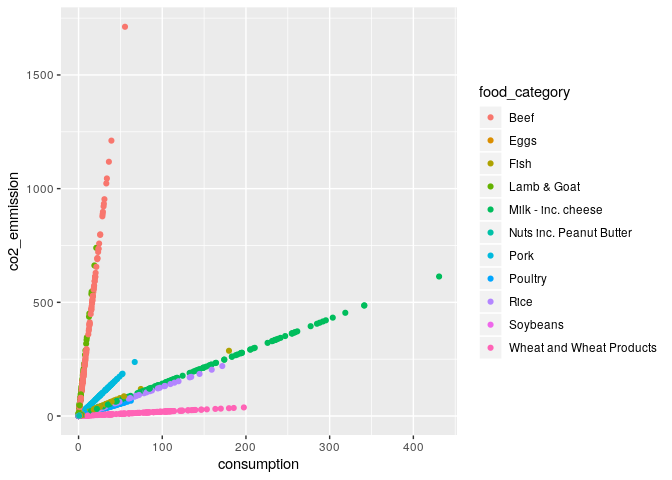 co2_emmission
1500
1000
500
0
0
100
200
300
400
consumption
food_category
Beef
Eggs
Fish
Lamb & Goat
Milk - inc. cheese
Nuts inc. Peanut Butter
Pork
Poultry
Rice
Soybeans
Wheat and Wheat Products